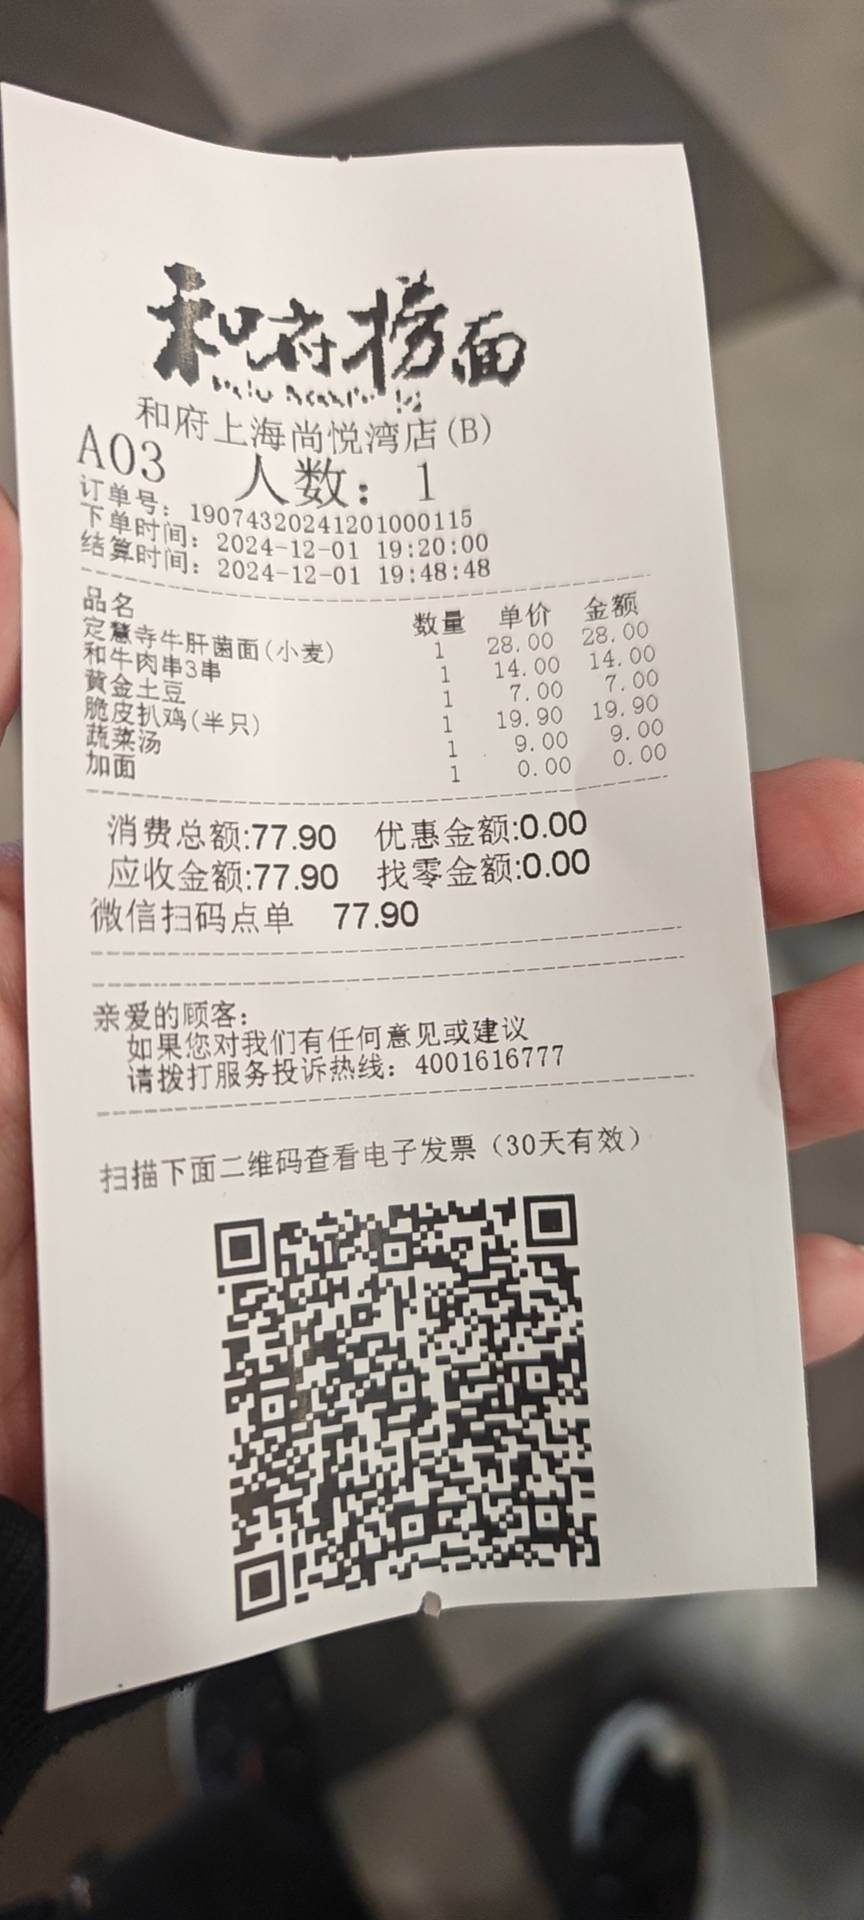 和府捞面
和府上海尚悦湾店(B)
A03 人数：1
订单号：19074320241201000115
下单时间：2024-12-01 19:20:00
结算时间：2024-12-01 19:48:48
品名 数量 单价 金额
定慧寺牛肝菌面(小麦) 1 28.00 28.00
和牛肉串3串 1 14.00 14.00
黄金土豆 1 7.00 7.00
脆皮扒鸡(半只) 1 19.90 19.90
蔬菜汤 1 9.00 9.00
加面 1 0.00 0.00
消费总额:77.90 优惠金额:0.00
应收金额:77.90 找零金额:0.00
微信扫码点单 77.90
亲爱的顾客：
如果您对我们有任何意见或建议
请拨打服务投诉热线：4001616777
扫描下面二维码查看电子发票（30天有效）